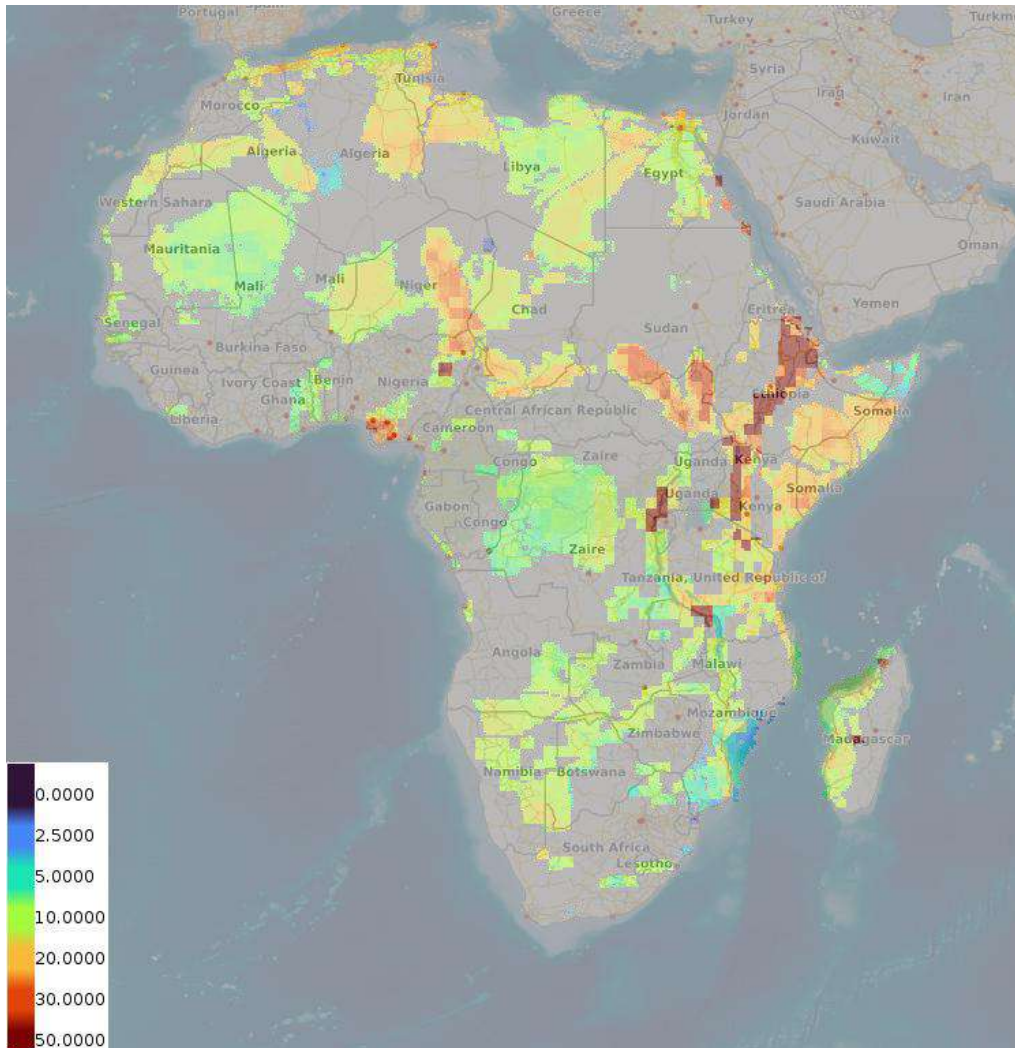 Portugal
Spain
Greece
Turkey
Turkm
Tunisia
Syria
Iraq
Iran
Morocco
Jordan
Kuwait
Algeria
Algeria
Libya
Egypt
Western Sahara
Saudi Arabia
Mauritania
Oman
Mali
Mali
Niger
Chad
Eritrea
Yemen
Senegal
Sudan
Burkina Faso
Guinea
Benin
Nigeria
Ivory Coast
Ghana
Ethiopia
Liberia
Central African Republic
Somalia
Cameroon
Congo
Zaire
Uganda
Kenya
Uganda
Somalia
Gabon
Kenya
Congo
Zaire
Tanzania, United Republic of
Angola
Zambia
Malawi
Mozambique
Zimbabwe
Madagascar
Namibia
Botswana
0.0000
2.5000
South Africa
Lesotho
5.0000
10.0000
20.0000
30.0000
50.0000